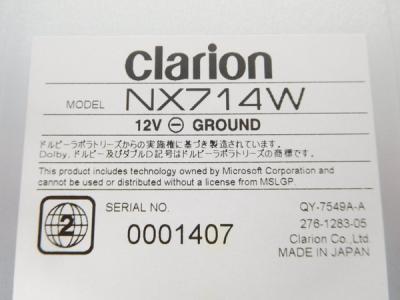 clarion
MODEL NX714W
12V ⊖ GROUND
ドルビーラボラトリーズからの実施権に基づき製造されています。
Dolby、ドルビー及びダブルD記号はドルビーラボラトリーズの商標です。
This product includes technology owned by Microsoft Corporation and
cannot be used or distributed without a license from MSLGP.
2
SERIAL NO.
0001407
QY-7549A-A
276-1283-05
Clarion Co.,Ltd.
MADE IN JAPAN